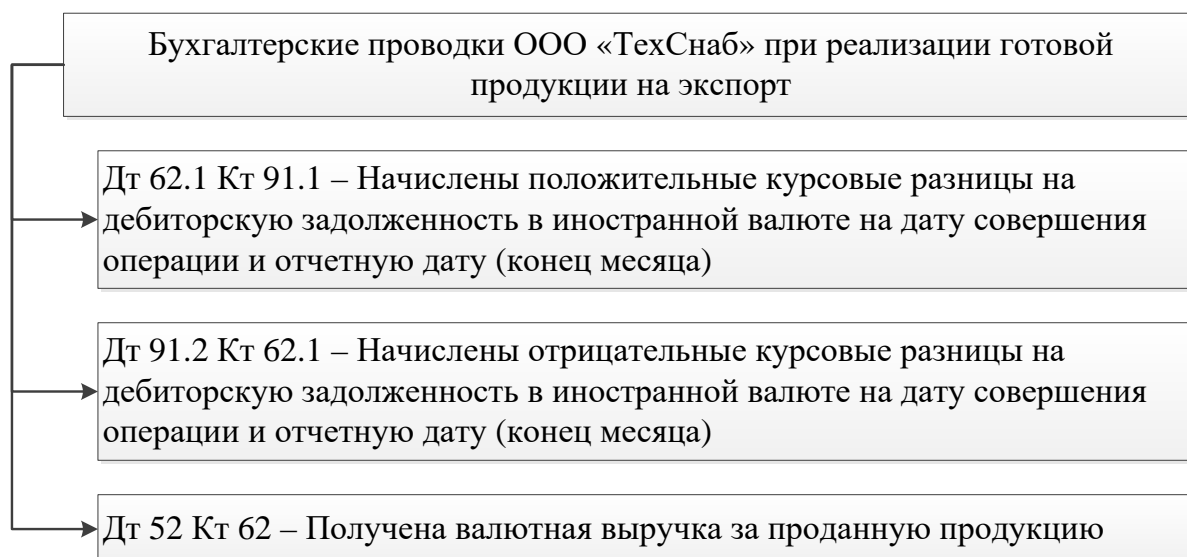 Бухгалтерские проводки ООО «ТехСнаб» при реализации готовой
продукции на экспорт
Дт 62.1 Кт 91.1 – Начислены положительные курсовые разницы на
дебиторскую задолженность в иностранной валюте на дату совершения
операции и отчетную дату (конец месяца)
Дт 91.2 Кт 62.1 – Начислены отрицательные курсовые разницы на
дебиторскую задолженность в иностранной валюте на дату совершения
операции и отчетную дату (конец месяца)
Дт 52 Кт 62 – Получена валютная выручка за проданную продукцию